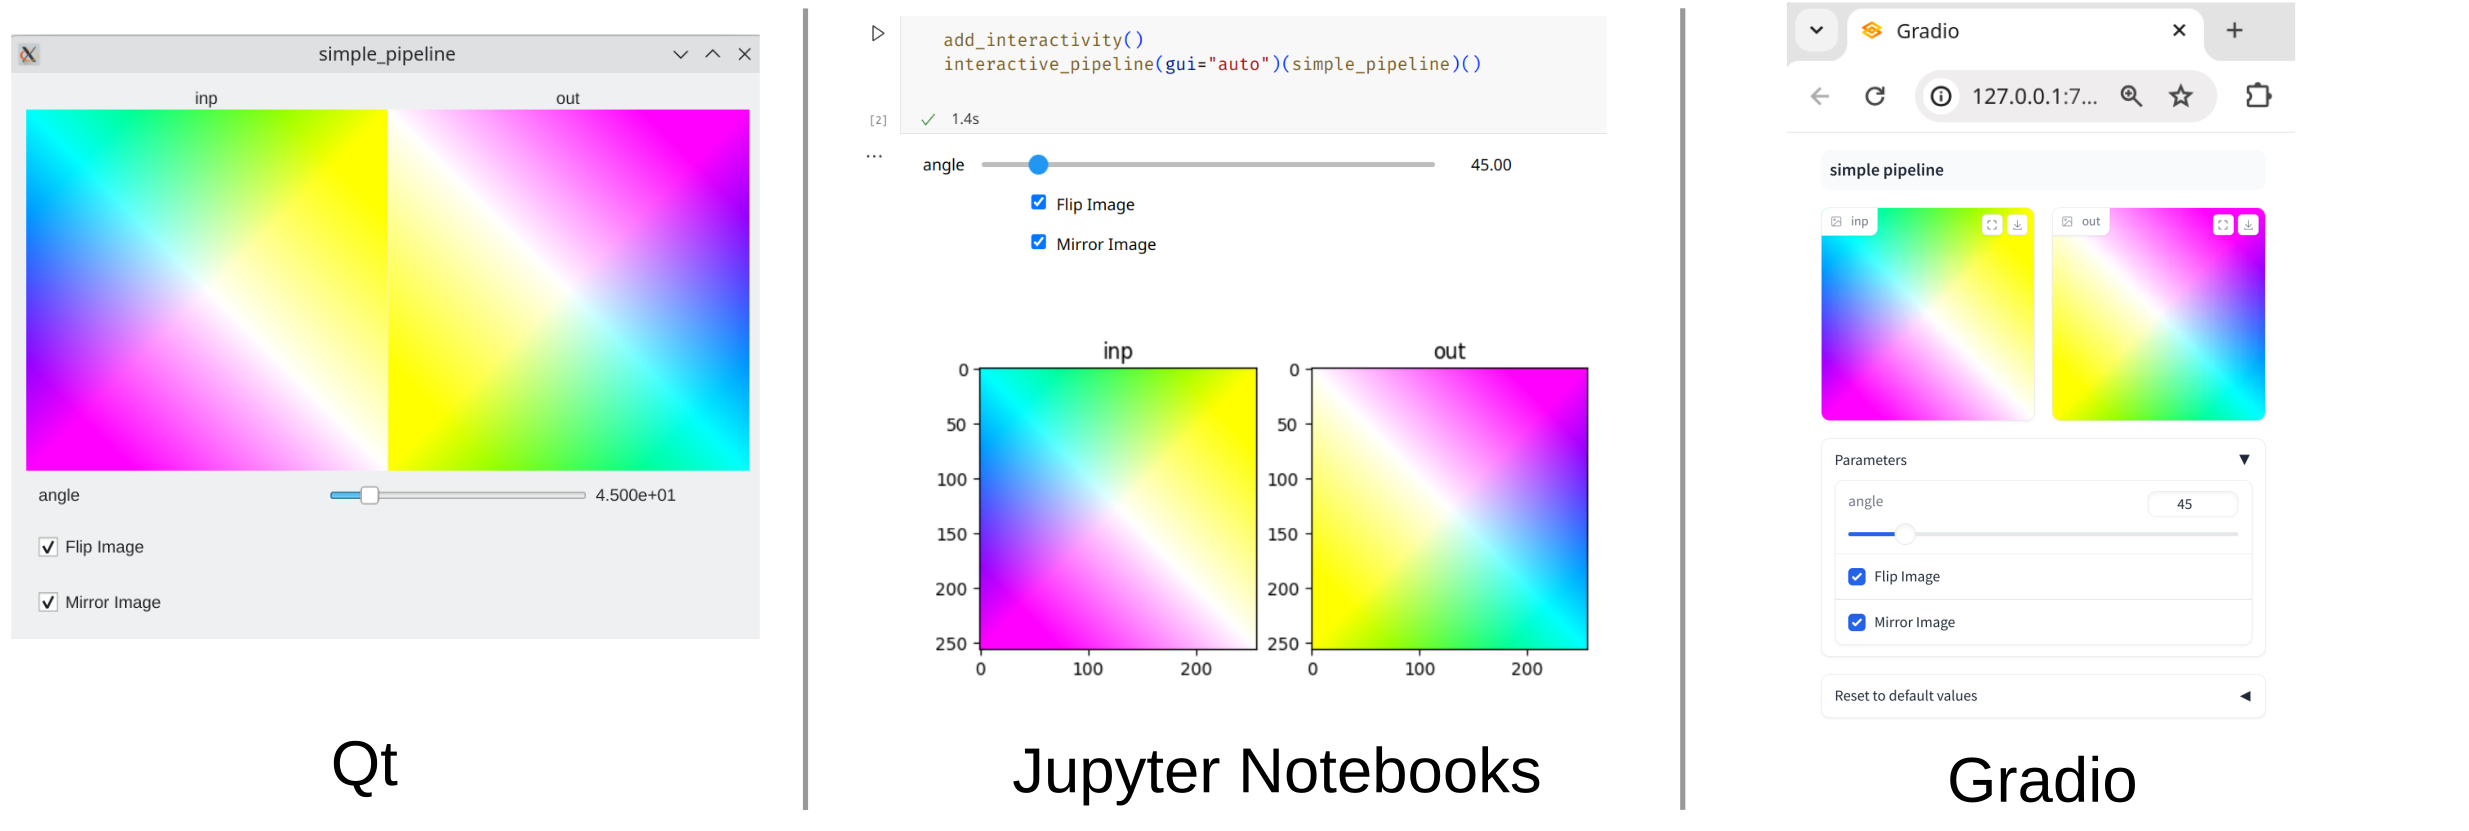 simple_pipeline
inp
out
angle
4.500e+01
Flip Image
Mirror Image
Qt
add_interactivity()
interactive_pipeline(gui="auto")(simple_pipeline)()
[2]
1.4s
...
angle
45.00
Flip Image
Mirror Image
inp
out
0
50
100
150
200
250
0
100
200
0
50
100
150
200
250
0
100
200
Jupyter Notebooks
Gradio
127.0.0.1:7...
simple pipeline
inp
out
Parameters
angle
45
Flip Image
Mirror Image
Reset to default values
Gradio